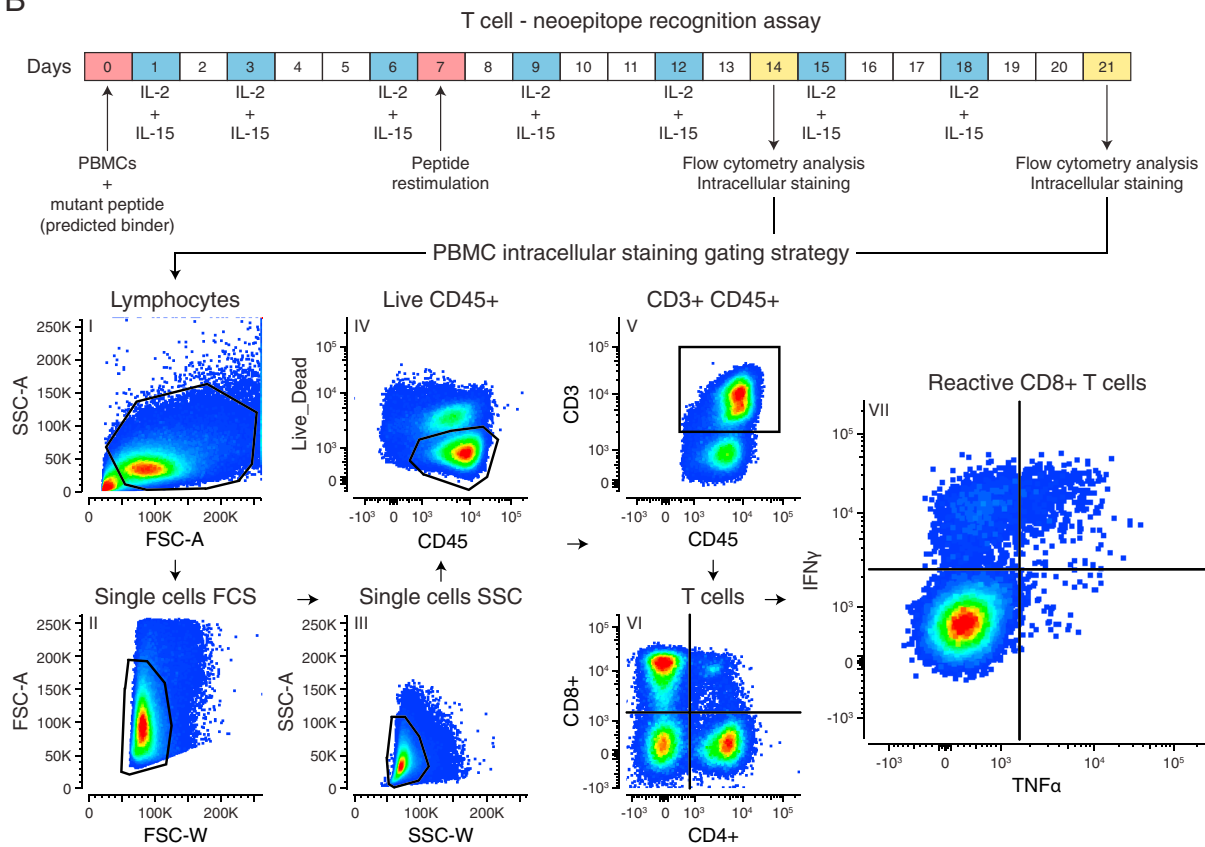 B
T cell - neoepitope recognition assay
Days 0 1 2 3 4 5 6 7 8 9 10 11 12 13 14 15 16 17 18 19 20 21
IL-2 IL-2 IL-2 IL-2 IL-2 IL-2 IL-2
+ + + + + + +
IL-15 IL-15 IL-15 IL-15 IL-15 IL-15 IL-15
PBMCs Peptide Flow cytometry analysis Flow cytometry analysis
+ restimulation Intracellular staining Intracellular staining
mutant peptide
(predicted binder)
PBMC intracellular staining gating strategy
Lymphocytes
I
SSC-A
250K
200K
150K
100K
50K
0
0 100K 200K
FSC-A
Single cells FCS
II
FSC-A
250K
200K
150K
100K
50K
0
0 100K 200K
FSC-W
Single cells SSC
III
SSC-A
250K
200K
150K
100K
50K
0
0 100K 200K
SSC-W
Live CD45+
IV
Live_Dead
10⁵
10⁴
10³
0
-10³ 0 10³ 10⁴ 10⁵
CD45
CD3+ CD45+
V
CD3
10⁵
10⁴
10³
0
-10³ 0 10³ 10⁴ 10⁵
CD45
T cells
VI
CD8+
10⁵
10⁴
10³
0
-10³
-10³ 0 10³ 10⁴ 10⁵
CD4+
Reactive CD8+ T cells
VII
IFNγ
10⁵
10⁴
10³
0
-10³
-10³ 0 10³ 10⁴ 10⁵
TNFα